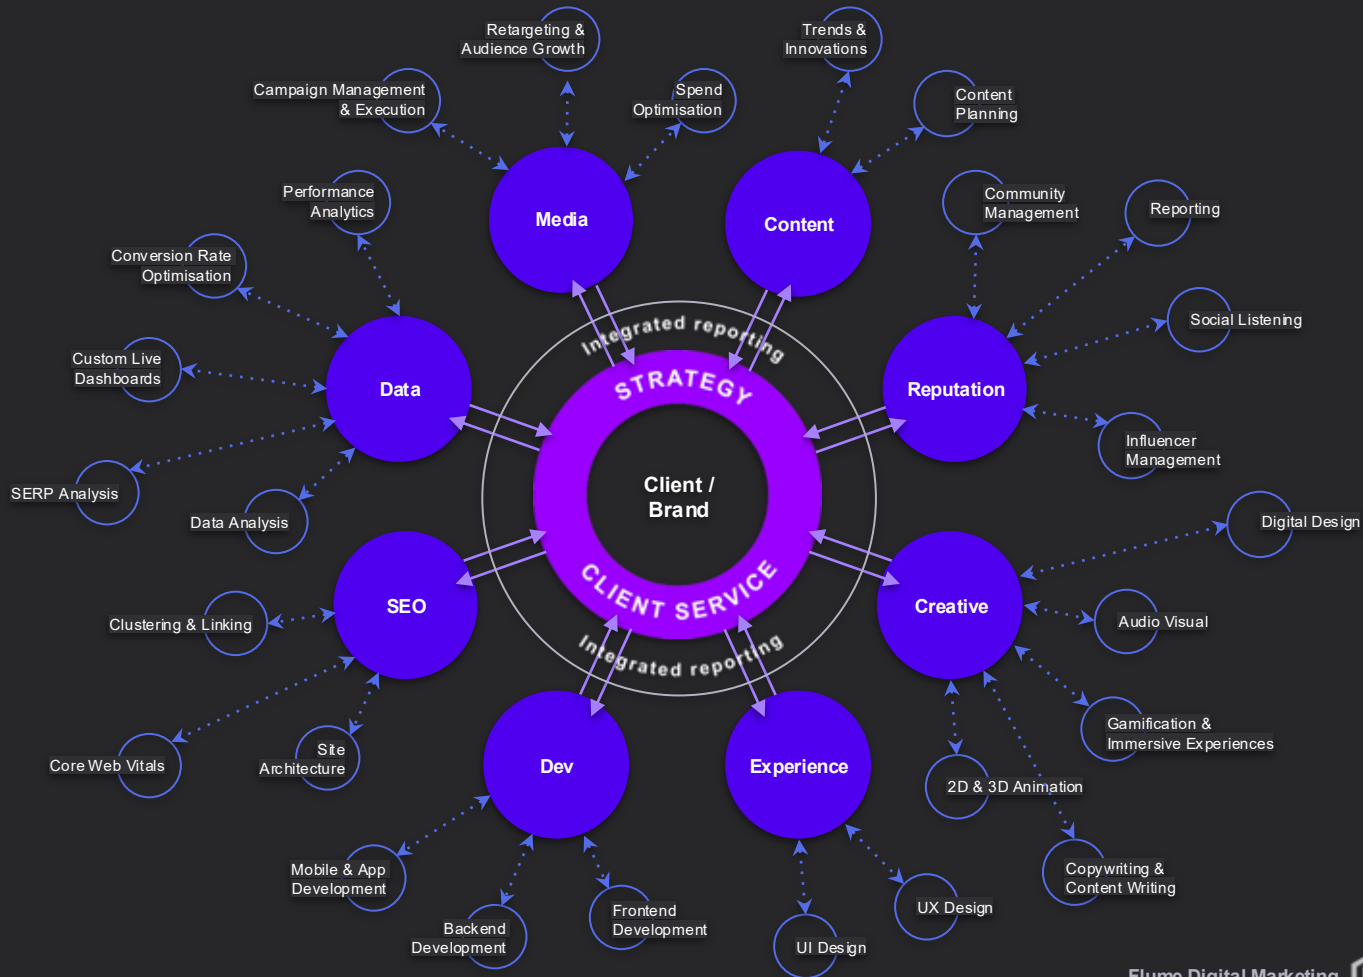 Retargeting &
Audience Growth
Trends &
Innovations
Campaign Management
& Execution
Spend
Optimisation
Content
Planning
Performance
Analytics
Media
Content
Community
Management
Reporting
Conversion Rate
Optimisation
Integrated reporting
Social Listening
Custom Live
Dashboards
Data
STRATEGY
Reputation
Influencer
Management
SERP Analysis
Data Analysis
Client /
Brand
Digital Design
SEO
CLIENT SERVICE
Creative
Clustering & Linking
Audio Visual
Integrated reporting
Core Web Vitals
Site
Architecture
Dev
Experience
Gamification &
Immersive Experiences
2D & 3D Animation
Mobile & App
Development
Copywriting &
Content Writing
Backend
Development
Frontend
Development
UX Design
UI Design
Flume Digital Marketing